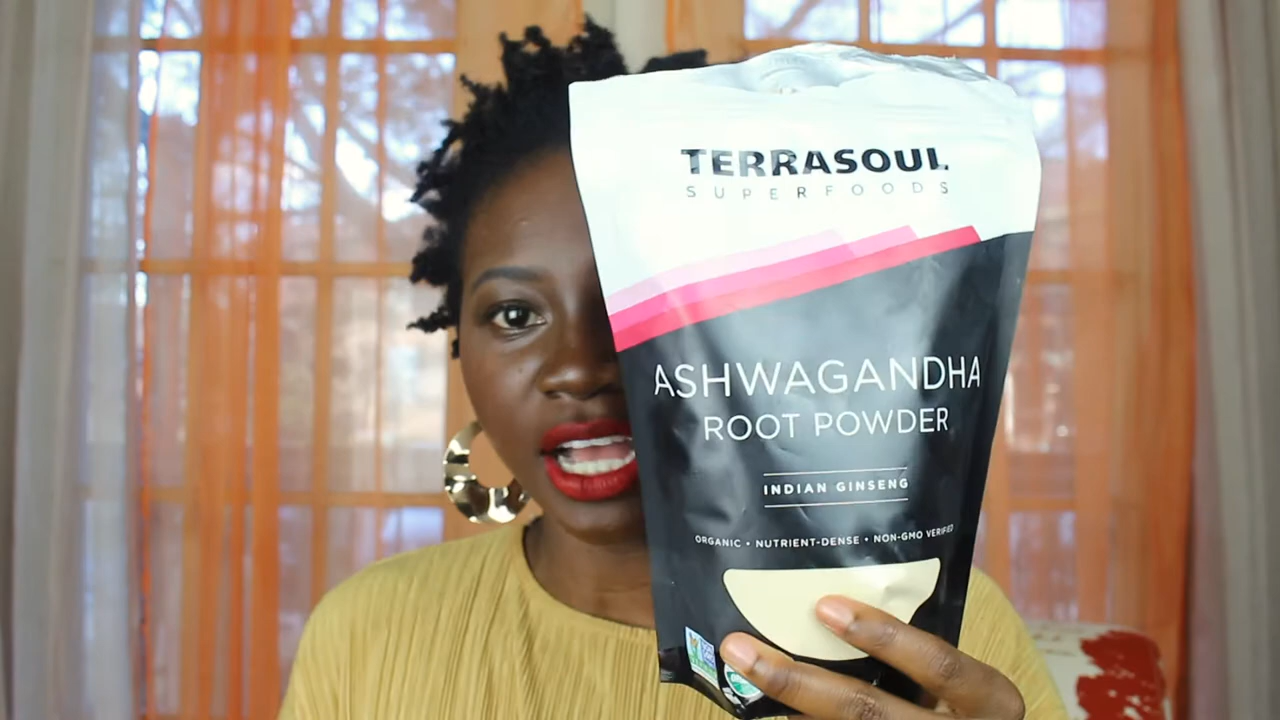 TERRASOUL
SUPERFOODS
ASHWAGANDHA
ROOT POWDER
INDIAN GINSENG
ORGANIC • NUTRIENT-DENSE • NON-GMO VERIFIED